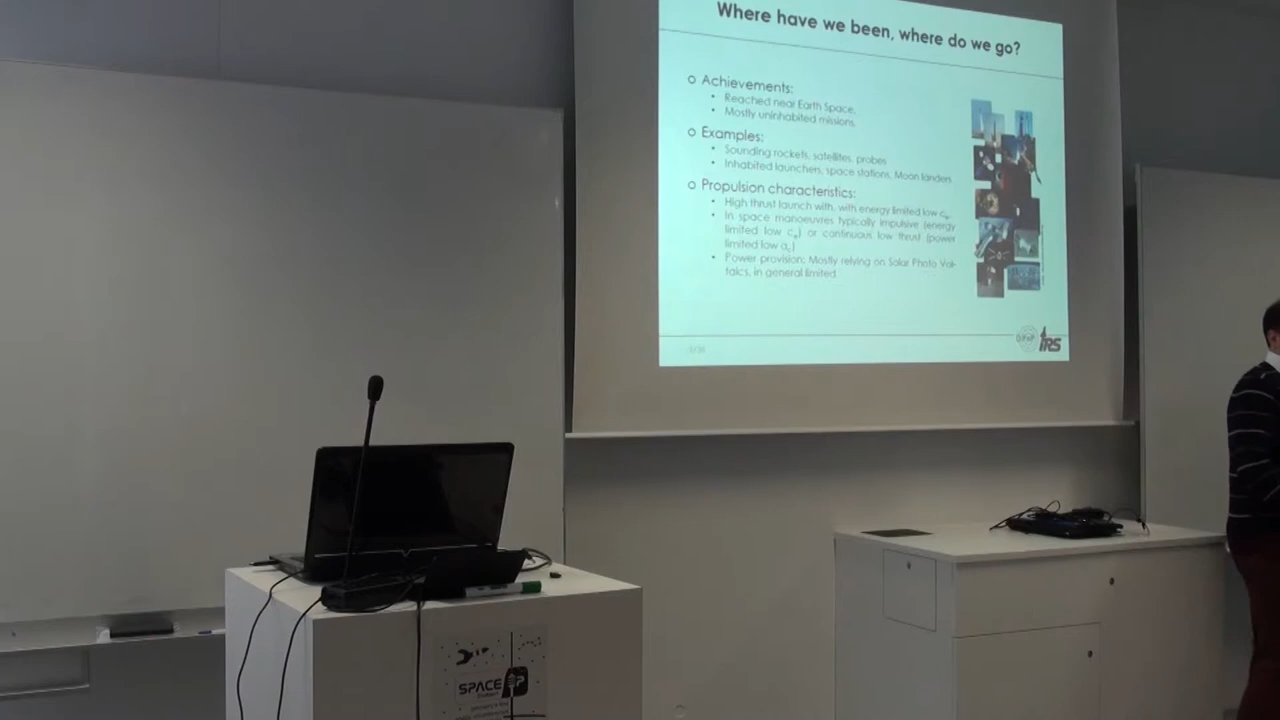 Where have we been, where do we go?
o Achievements:
• Reached near Earth Space,
• Mostly uninhabited missions
o Examples:
• Sounding rockets, satellites, probes
• Inhabited launchers, space stations, Moon landers
o Propulsion characteristics:
• High thrust launch with, with energy limited low cₑ
• In space manoeuvres typically impulsive (energy
limited low cₑ) or continuous low thrust (power
limited low
• Power provision: Mostly relying on Solar Photo Vol-
taics, in general limited
IRS
SPACE